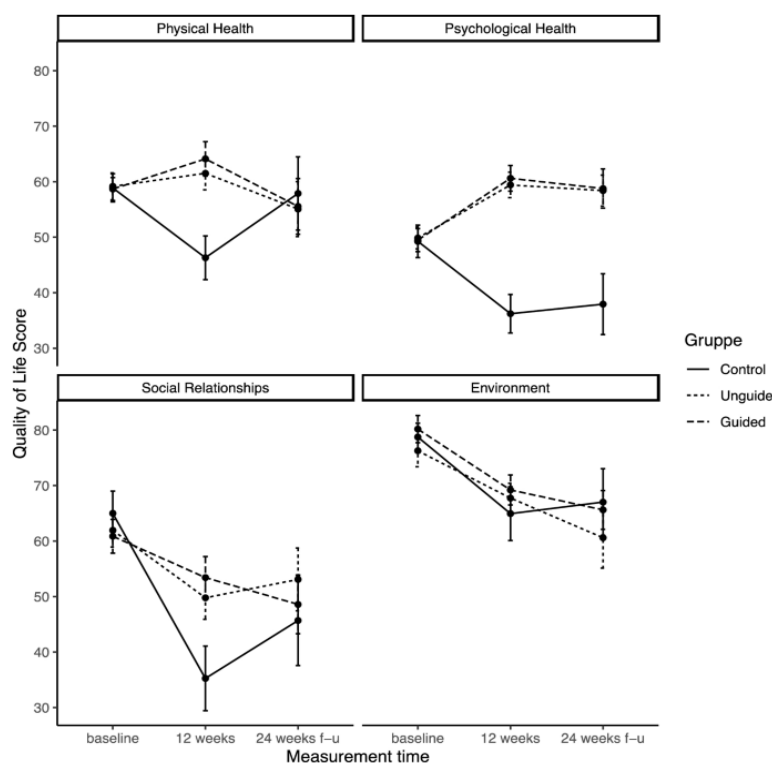 Physical Health
Psychological Health
80
70
60
50
40
30
Social Relationships
Environment
80
70
60
50
40
30
baseline
12 weeks
24 weeks f-u
baseline
12 weeks
24 weeks f-u
Measurement time
Quality of Life Score
Gruppe
Control
Unguide
Guided